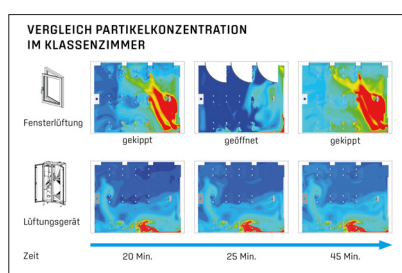 VERGLEICH PARTIKELKONZENTRATION
IM KLASSENZIMMER
Fensterlüftung
gekippt
geöffnet
gekippt
Lüftungsgerät
Zeit
20 Min.
25 Min.
45 Min.